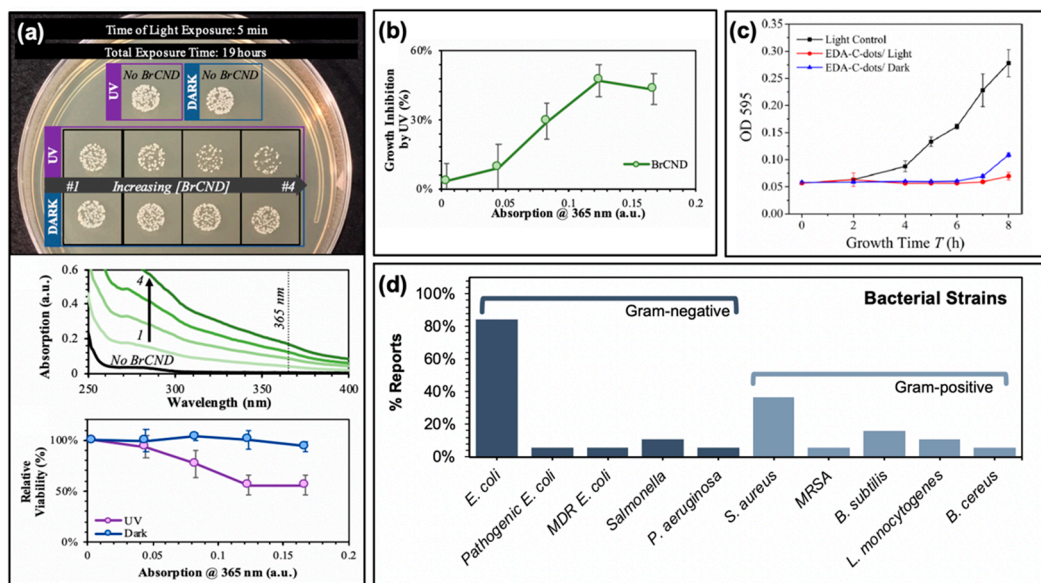 (a)
Time of Light Exposure: 5 min
Total Exposure Time: 19 hours
UV
No BrCND
No BrCND
DARK
UV
#1 Increasing [BrCND] #4
DARK
Absorption (a.u.)
0.6
0.4
0.2
0
4
1
No BrCND
365 nm
250 300 350 400
Wavelength (nm)
Relative
Viability (%)
100%
50%
0%
UV
Dark
0 0.05 0.1 0.15 0.2
Absorption @ 365 nm (a.u.)
(b)
Growth Inhibition
by UV (%)
60%
30%
0%
BrCND
0 0.05 0.1 0.15 0.2
Absorption @ 365 nm (a.u.)
(c)
OD 595
0.35
0.30
0.25
0.20
0.15
0.10
0.05
0.00
Light Control
EDA-C-dots/ Light
EDA-C-dots/ Dark
0 2 4 6 8
Growth Time T (h)
(d)
Bacterial Strains
Gram-negative
Gram-positive
% Reports
100%
80%
60%
40%
20%
0%
E. coli
Pathogenic E. coli
MDR E. coli
Salmonella
P. aeruginosa
S. aureus
MRSA
B. subtilis
L. monocytogenes
B. cereus